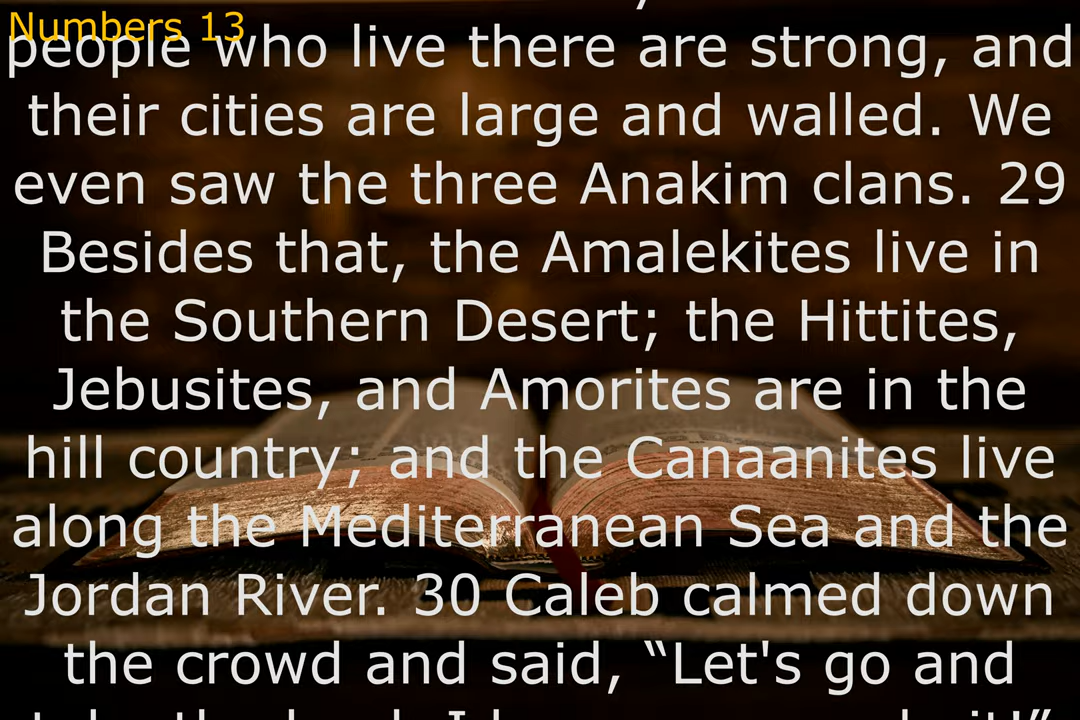 Numbers 13
people who live there are strong, and
their cities are large and walled. We
even saw the three Anakim clans. 29
Besides that, the Amalekites live in
the Southern Desert; the Hittites,
Jebusites, and Amorites are in the
hill country; and the Canaanites live
along the Mediterranean Sea and the
Jordan River. 30 Caleb calmed down
the crowd and said, “Let's go and